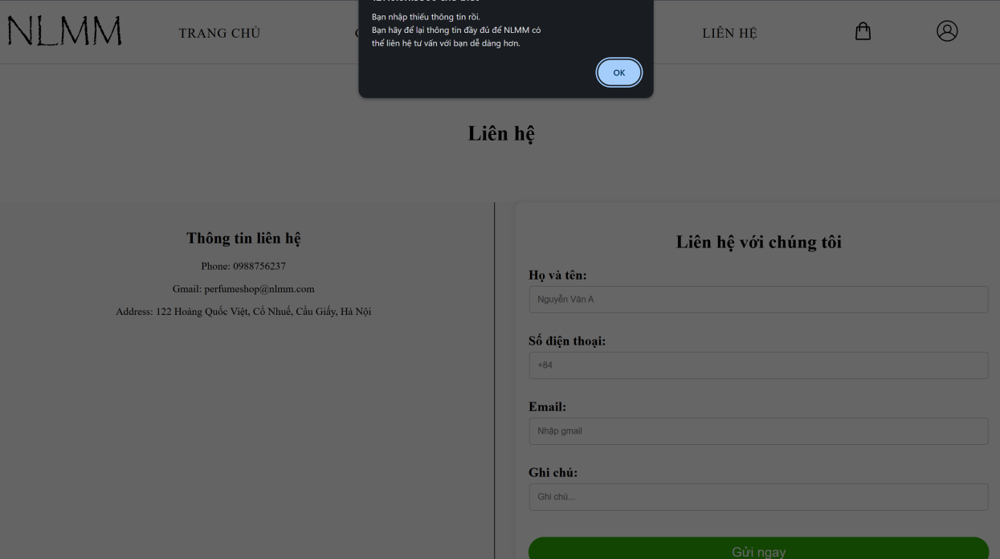 Bạn nhập thiếu thông tin rồi.
Bạn hãy để lại thông tin đầy đủ để NLMM có
thể liên hệ tư vấn với bạn dễ dàng hơn.
OK
NLMM
TRANG CHỦ
LIÊN HỆ
Liên hệ
Thông tin liên hệ
Phone: 0988756237
Gmail: perfumeshop@nlmm.com
Address: 122 Hoàng Quốc Việt, Cổ Nhuế, Cầu Giấy, Hà Nội
Liên hệ với chúng tôi
Họ và tên:
Nguyễn Văn A
Số điện thoại:
+84
Email:
Nhập gmail
Ghi chú:
Ghi chú...
Gửi ngay